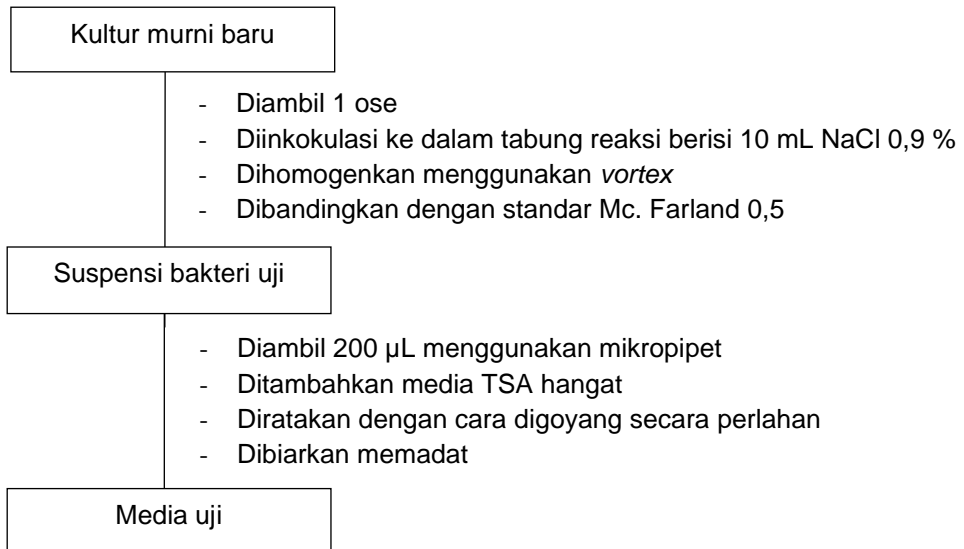 Kultur murni baru
- Diambil 1 ose
- Diinkokulasi ke dalam tabung reaksi berisi 10 mL NaCl 0,9 %
- Dihomogenkan menggunakan vortex
- Dibandingkan dengan standar Mc. Farland 0,5
Suspensi bakteri uji
- Diambil 200 µL menggunakan mikropipet
- Ditambahkan media TSA hangat
- Diratakan dengan cara digoyang secara perlahan
- Dibiarkan memadat
Media uji